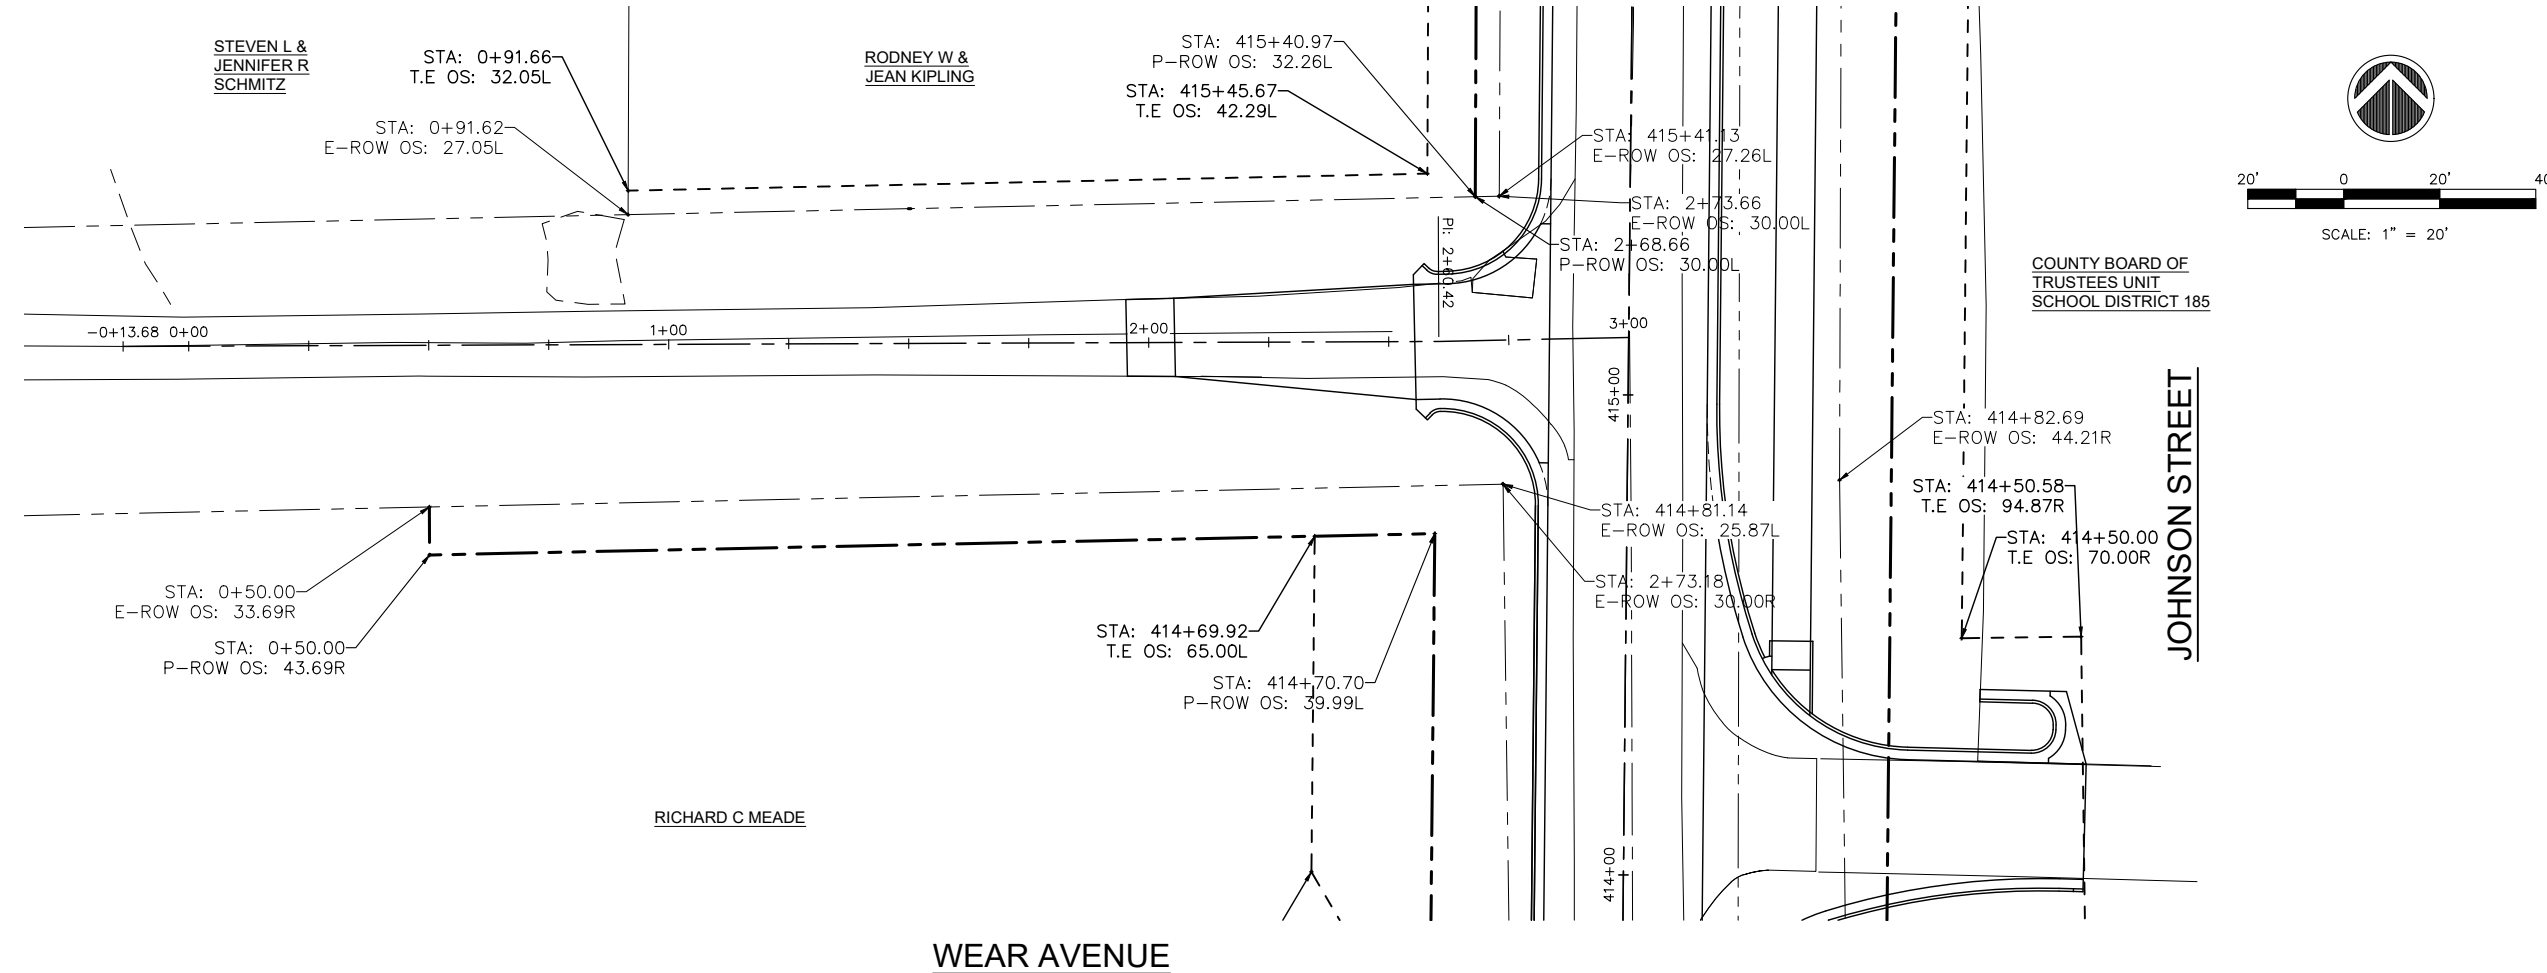 STEVEN L &
JENNIFER R
SCHMITZ
STA: 0+91.66
T.E OS: 32.05L
STA: 0+91.62
E-ROW OS: 27.05L
RODNEY W &
JEAN KIPLING
STA: 415+40.97
P-ROW OS: 32.26L
STA: 415+45.67
T.E OS: 42.29L
STA: 415+41.13
E-ROW OS: 27.26L
STA: 2+73.66
E-ROW OS: 30.00L
STA: 2+68.66
P-ROW OS: 30.00L
PI: 2+60.42
20' 0 20' 40
SCALE: 1" = 20'
COUNTY BOARD OF
TRUSTEES UNIT
SCHOOL DISTRICT 185
-0+13.68 0+00 1+00 2+00 3+00
415+00
STA: 414+82.69
E-ROW OS: 44.21R
STA: 414+50.58
T.E OS: 94.87R
STA: 414+50.00
T.E OS: 70.00R
JOHNSON STREET
STA: 414+81.14
E-ROW OS: 25.87L
STA: 2+73.18
E-ROW OS: 30.00R
STA: 0+50.00
E-ROW OS: 33.69R
STA: 0+50.00
P-ROW OS: 43.69R
STA: 414+69.92
T.E OS: 65.00L
STA: 414+70.70
P-ROW OS: 39.99L
RICHARD C MEADE
414+00
WEAR AVENUE